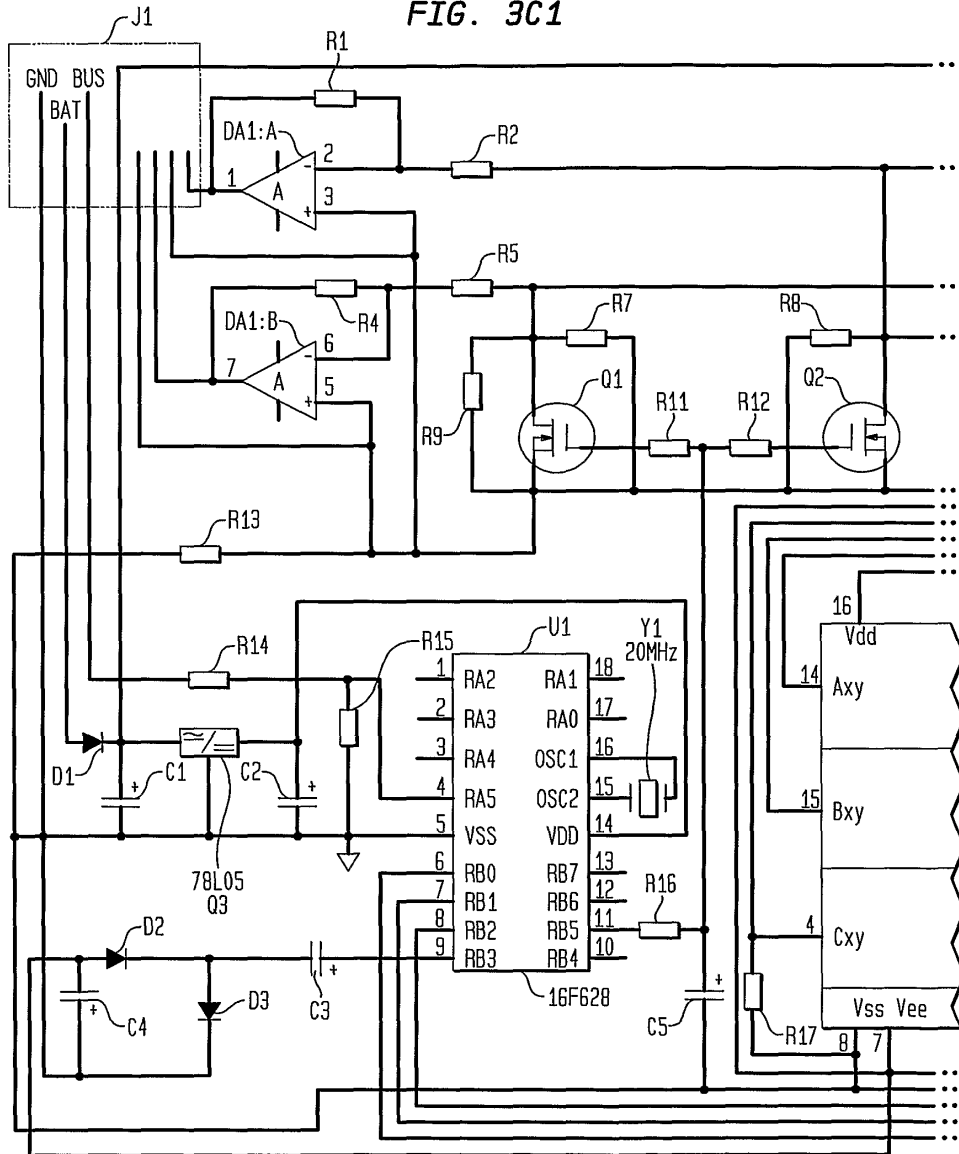 FIG. 3C1
J1
R1
GND BUS
BAT
DA1:A
R2
2
1
A
-
3
+
R5
R4
R7
R8
DA1:B
6
7
A
-
5
+
Q1
Q2
R9
R11
R12
R13
16
Vdd
U1
Y1
20MHz
R14
R15
14
Axy
1
RA2
RA1
18
2
RA3
RA0
17
3
RA4
OSC1
16
D1
C1
+
C2
+
4
RA5
OSC2
15
15
Bxy
5
VSS
VDD
14
6
RB0
RB7
13
78L05
Q3
7
RB1
RB6
12
R16
8
RB2
RB5
11
9
RB3
RB4
10
4
Cxy
D2
D3
C3
+
16F628
C4
+
C5
+
R17
Vss Vee
8
7